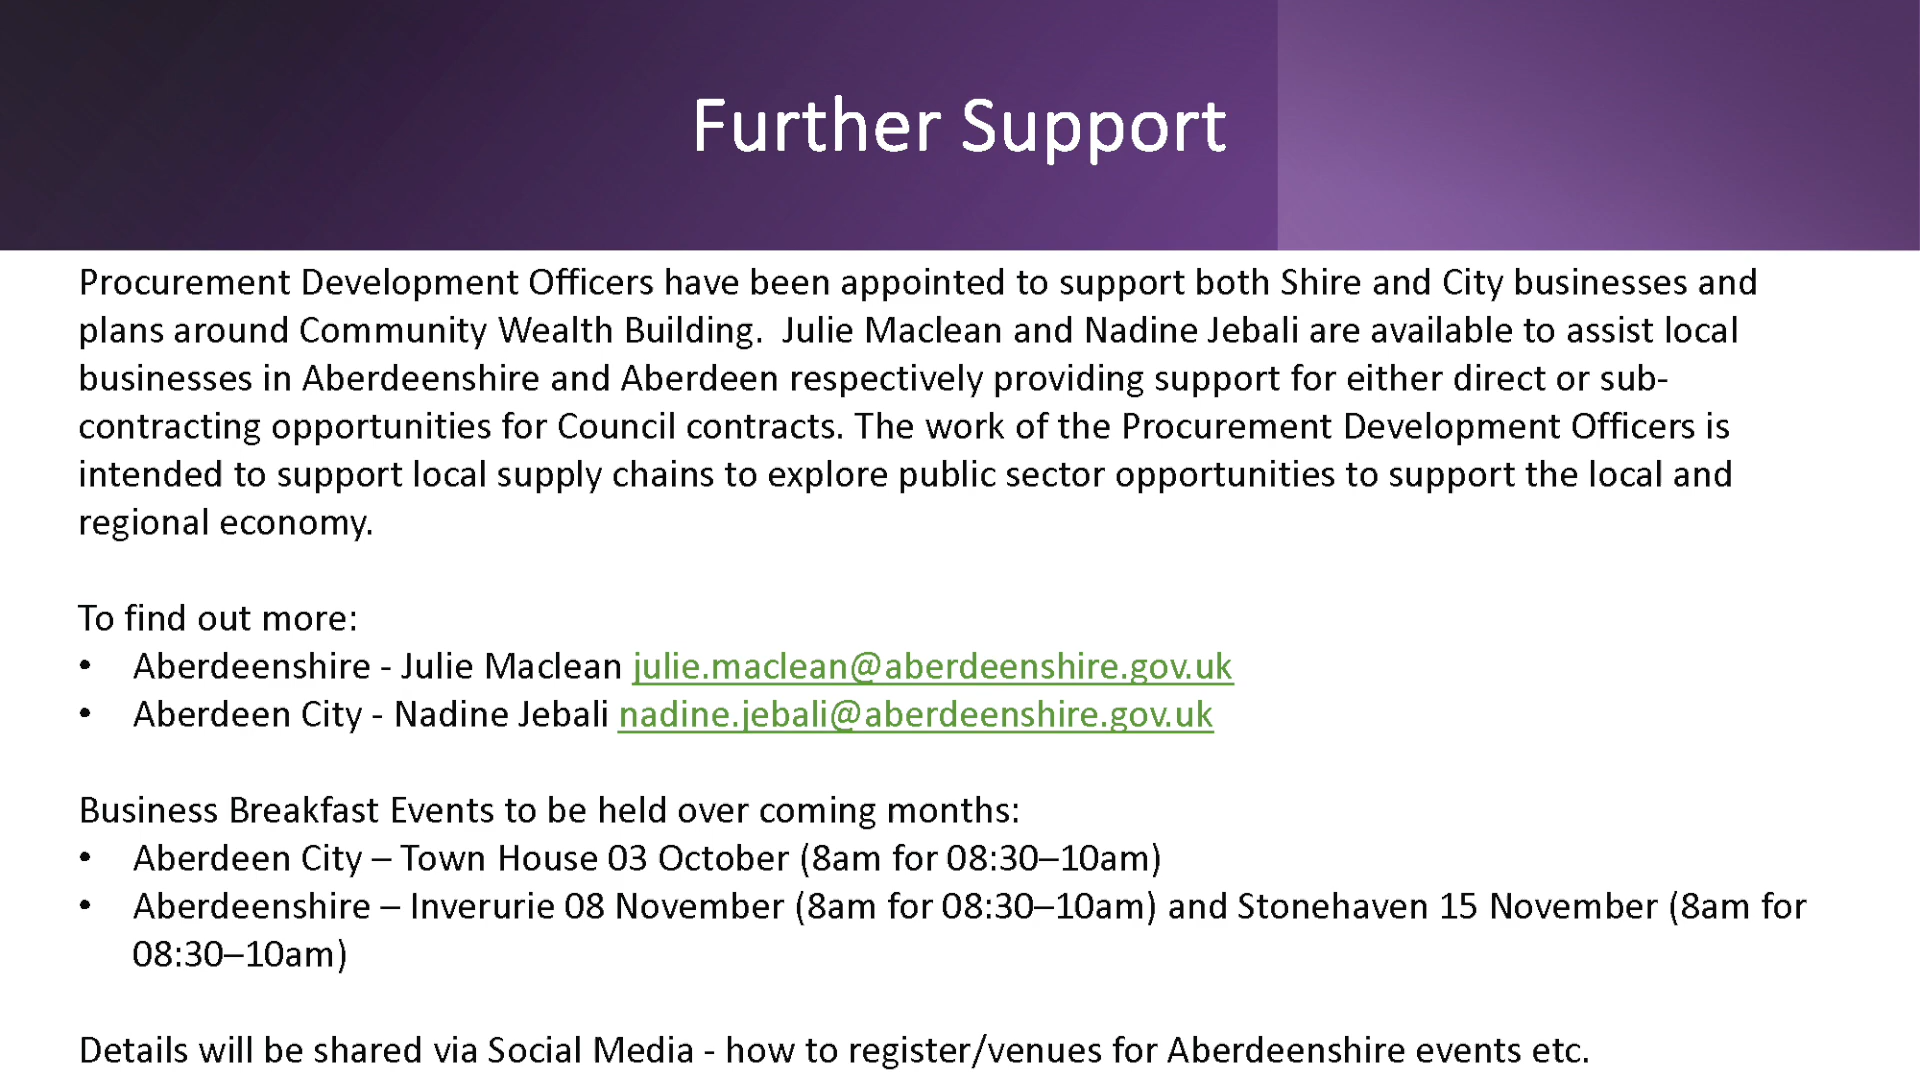 Further Support
Procurement Development Officers have been appointed to support both Shire and City businesses and
plans around Community Wealth Building.  Julie Maclean and Nadine Jebali are available to assist local
businesses in Aberdeenshire and Aberdeen respectively providing support for either direct or sub-
contracting opportunities for Council contracts. The work of the Procurement Development Officers is
intended to support local supply chains to explore public sector opportunities to support the local and
regional economy.
To find out more:
• Aberdeenshire - Julie Maclean julie.maclean@aberdeenshire.gov.uk
• Aberdeen City - Nadine Jebali nadine.jebali@aberdeenshire.gov.uk
Business Breakfast Events to be held over coming months:
• Aberdeen City – Town House 03 October (8am for 08:30–10am)
• Aberdeenshire – Inverurie 08 November (8am for 08:30–10am) and Stonehaven 15 November (8am for
08:30–10am)
Details will be shared via Social Media - how to register/venues for Aberdeenshire events etc.